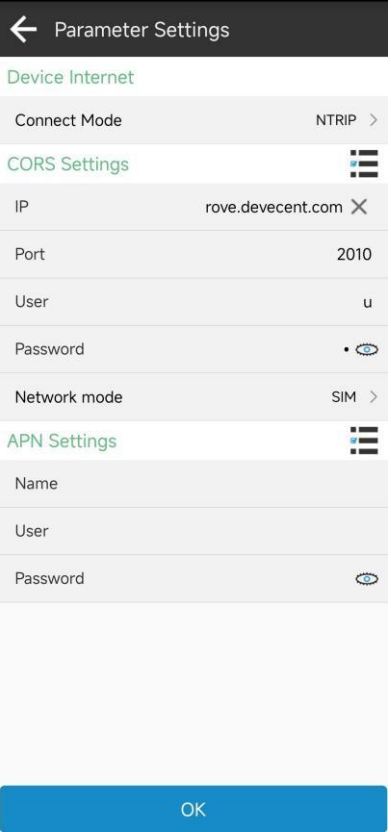 Parameter Settings
Device Internet
Connect Mode NTRIP
CORS Settings
IP rove.devecent.com
Port 2010
User u
Password •
Network mode SIM
APN Settings
Name
User
Password
OK